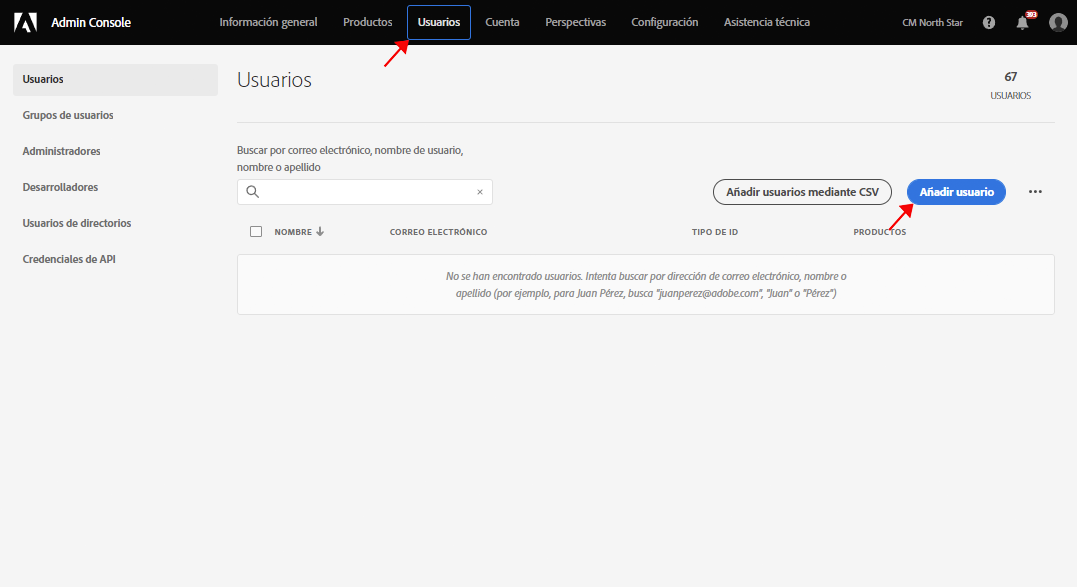 Admin Console
Información general
Productos
Usuarios
Cuenta
Perspectivas
Configuración
Asistencia técnica
CM North Star
?
Usuarios
Grupos de usuarios
Administradores
Desarrolladores
Usuarios de directorios
Credenciales de API
Usuarios
67
USUARIOS
Buscar por correo electrónico, nombre de usuario,
nombre o apellido
Añadir usuarios mediante CSV
Añadir usuario
NOMBRE
CORREO ELECTRÓNICO
TIPO DE ID
PRODUCTOS
No se han encontrado usuarios. Intenta buscar por dirección de correo electrónico, nombre o
apellido (por ejemplo, para Juan Pérez, busca "juanperez@adobe.com", "Juan" o "Pérez")